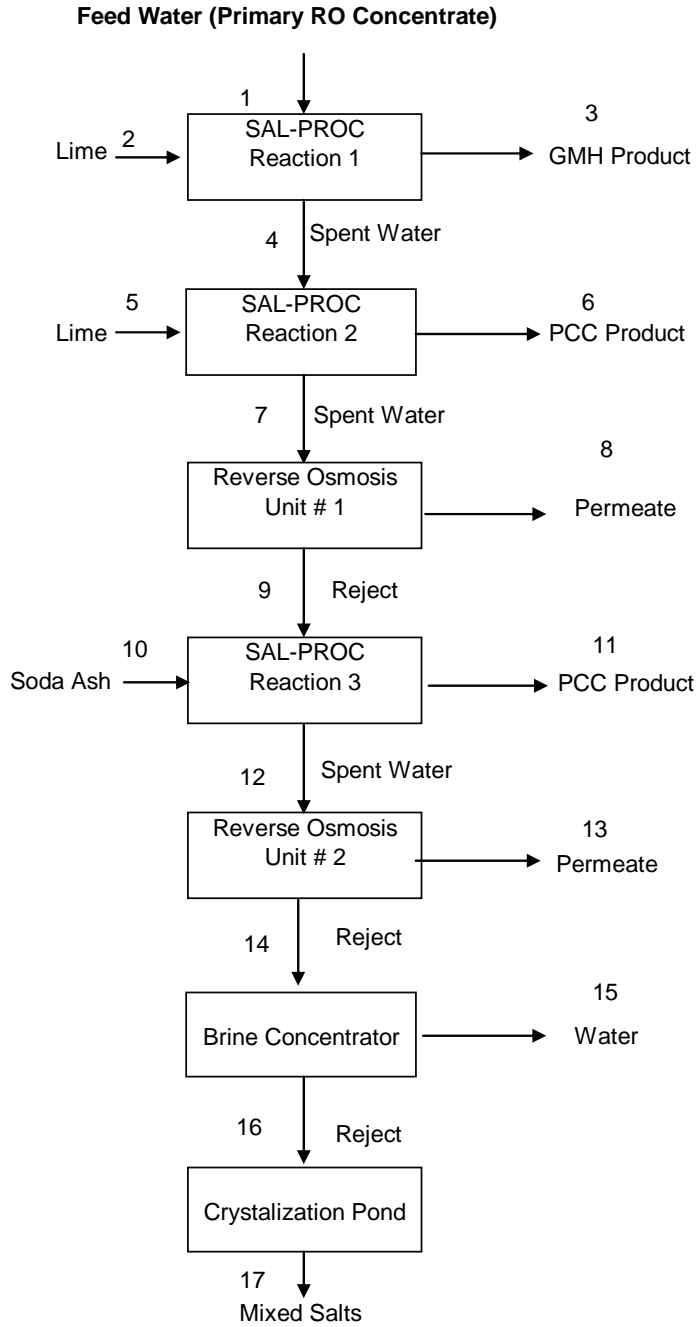 Feed Water (Primary RO Concentrate)
1
SAL-PROC
Reaction 1
Lime
2
3
GMH Product
4
Spent Water
SAL-PROC
Reaction 2
Lime
5
6
PCC Product
7
Spent Water
Reverse Osmosis
Unit # 1
8
Permeate
9
Reject
SAL-PROC
Reaction 3
10
Soda Ash
11
PCC Product
12
Spent Water
Reverse Osmosis
Unit # 2
13
Permeate
14
Reject
Brine Concentrator
15
Water
16
Reject
Crystalization Pond
17
Mixed Salts